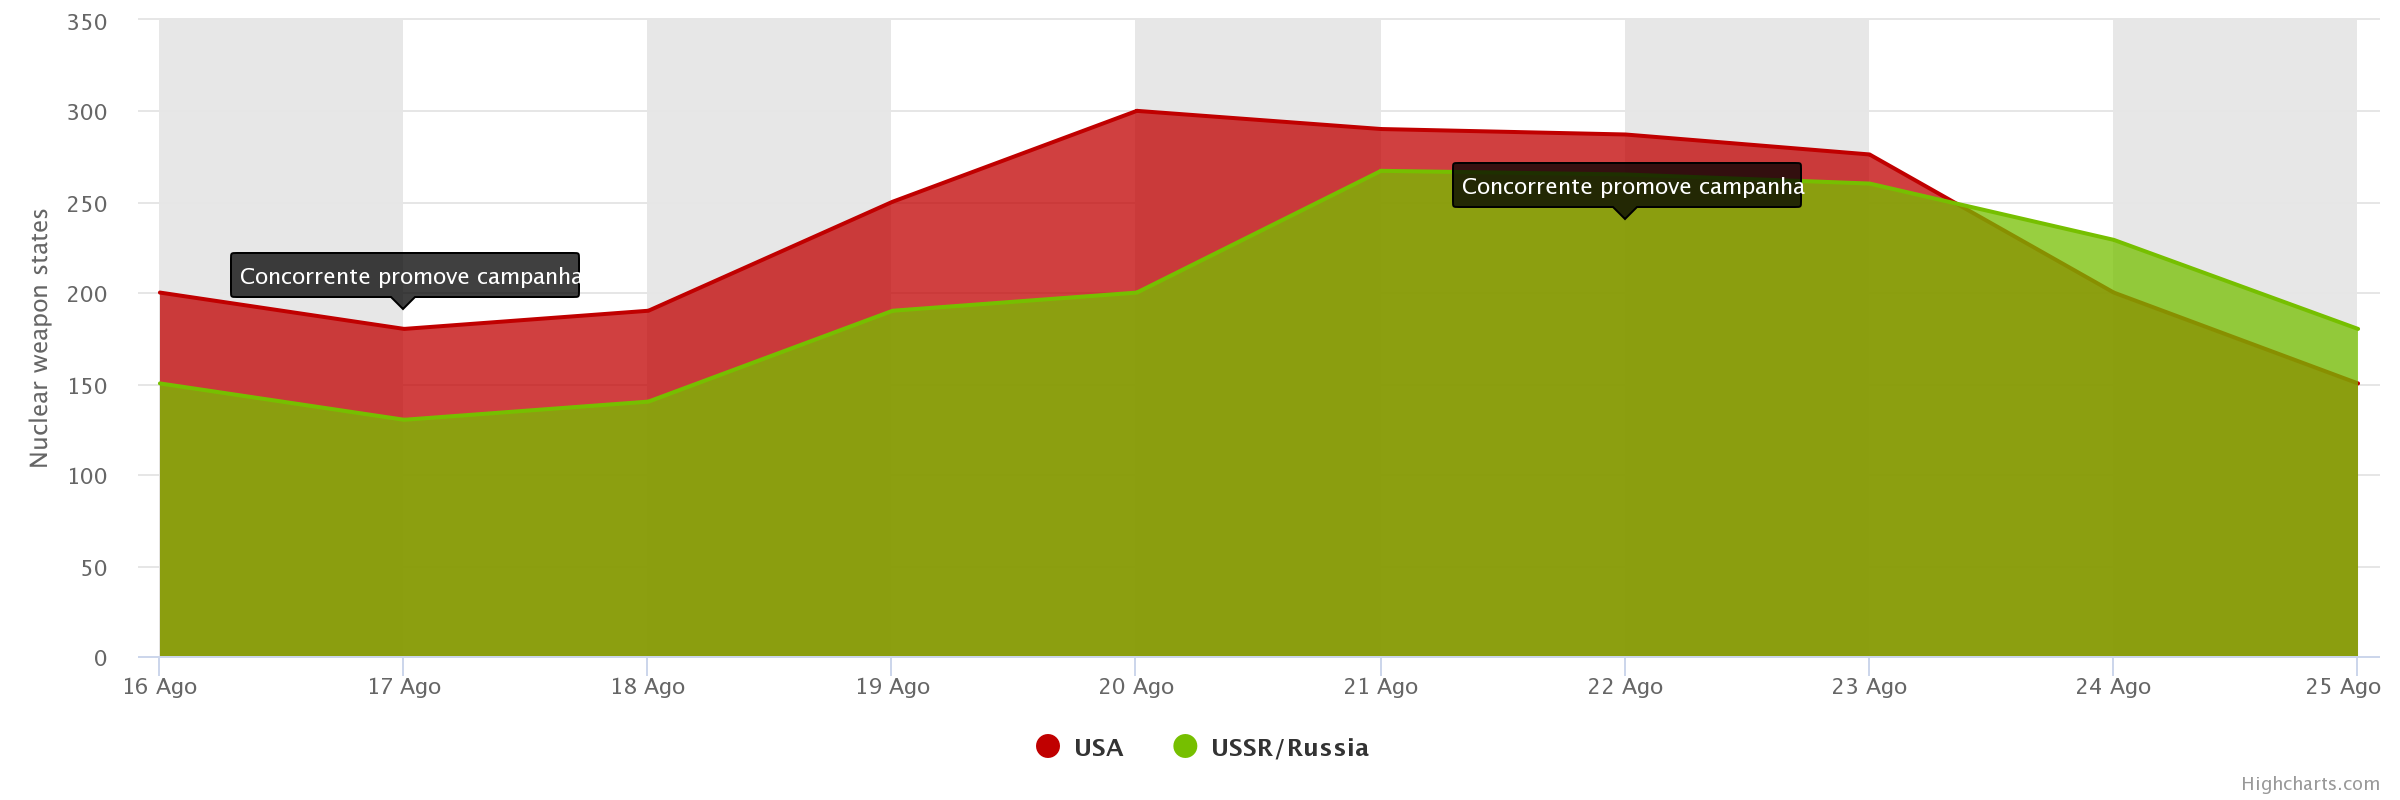 350
300
250
200
150
100
50
0
Nuclear weapon states
Concorrente promove campanha
Concorrente promove campanha
16 Ago 17 Ago 18 Ago 19 Ago 20 Ago 21 Ago 22 Ago 23 Ago 24 Ago 25 Ago
USA USSR/Russia
Highcharts.com